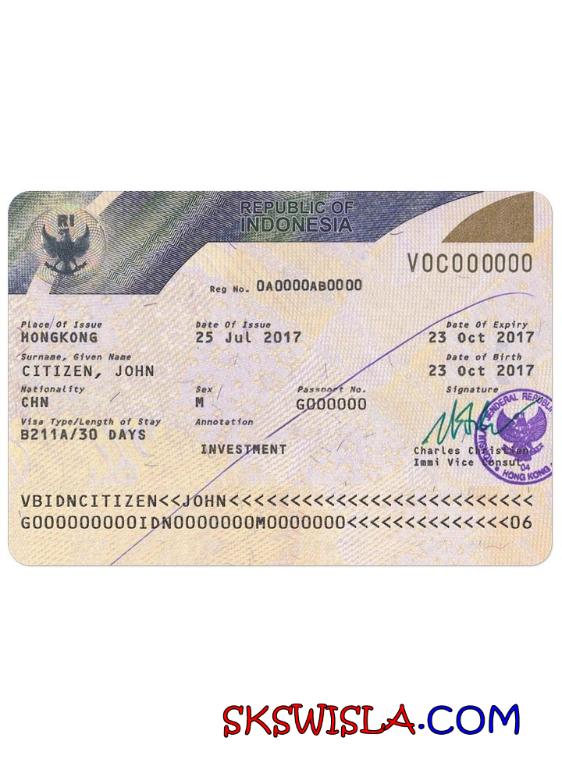 RI
REPUBLIC OF
INDONESIA
VOC000000
Reg No. 0A0000AB0000
Place Of Issue Date Of Issue Date Of Expiry
HONGKONG 25 Jul 2017 23 Oct 2017
Surname, Given Name Date Of Birth
CITIZEN, JOHN 23 Oct 2017
Nationality Sex Passport No. Signature
CHN M G000000
Visa Type/Length of Stay Annotation
B211A/30 DAYS
INVESTMENT
Charles Christian
Immi Vice Consul
04
HONG KONG
VBIDNCITIZEN<<JOHN<<<<<<<<<<<<<<<<<<<<<<<<<<
G000000000IDN0000000M0000000<<<<<<<<<<<<<<06
SKSWISLA.COM